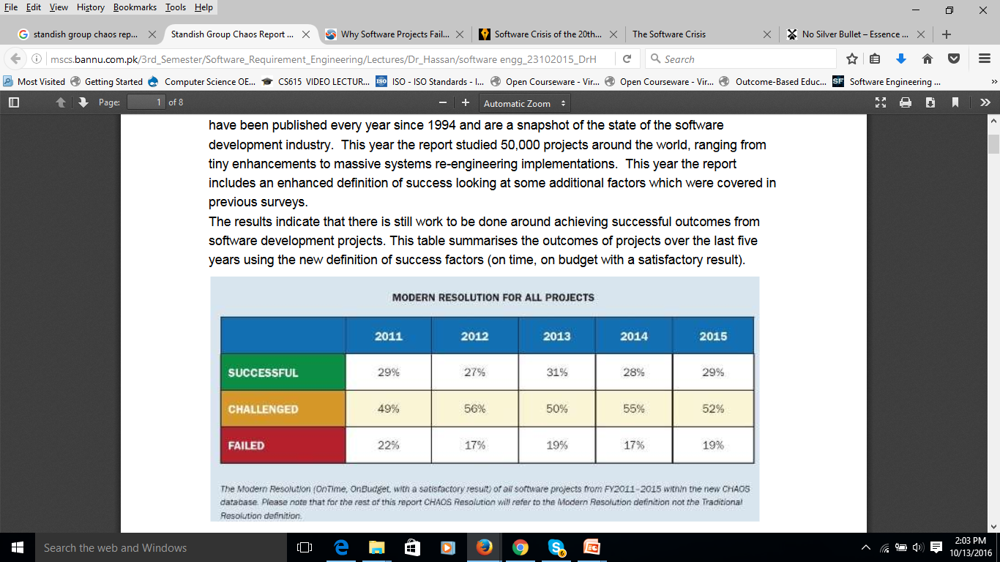 File Edit View History Bookmarks Tools Help
standish group chaos rep... Standish Group Chaos Report ... Why Software Projects Fail... Software Crisis of the 20th... The Software Crisis No Silver Bullet – Essence ...
mscs.bannu.com.pk/3rd_Semester/Software_Requirement_Engineering/Lectures/Dr_Hassan/software engg_23102015_DrH Search
Most Visited Getting Started Computer Science OE... CS615 VIDEO LECTUR... ISO ISO - ISO Standards - I... Open Courseware - Vir... Open Courseware - Vir... Outcome-Based Educ... SF Software Engineering ...
Page: 1 of 8 Automatic Zoom
have been published every year since 1994 and are a snapshot of the state of the software
development industry. This year the report studied 50,000 projects around the world, ranging from
tiny enhancements to massive systems re-engineering implementations. This year the report
includes an enhanced definition of success looking at some additional factors which were covered in
previous surveys.
The results indicate that there is still work to be done around achieving successful outcomes from
software development projects. This table summarises the outcomes of projects over the last five
years using the new definition of success factors (on time, on budget with a satisfactory result).
MODERN RESOLUTION FOR ALL PROJECTS
2011 2012 2013 2014 2015
SUCCESSFUL 29% 27% 31% 28% 29%
CHALLENGED 49% 56% 50% 55% 52%
FAILED 22% 17% 19% 17% 19%
The Modern Resolution (OnTime, OnBudget, with a satisfactory result) of all software projects from FY2011–2015 within the new CHAOS
database. Please note that for the rest of this report CHAOS Resolution will refer to the Modern Resolution definition not the Traditional
Resolution definition.
Search the web and Windows 6 2:03 PM
10/13/2016